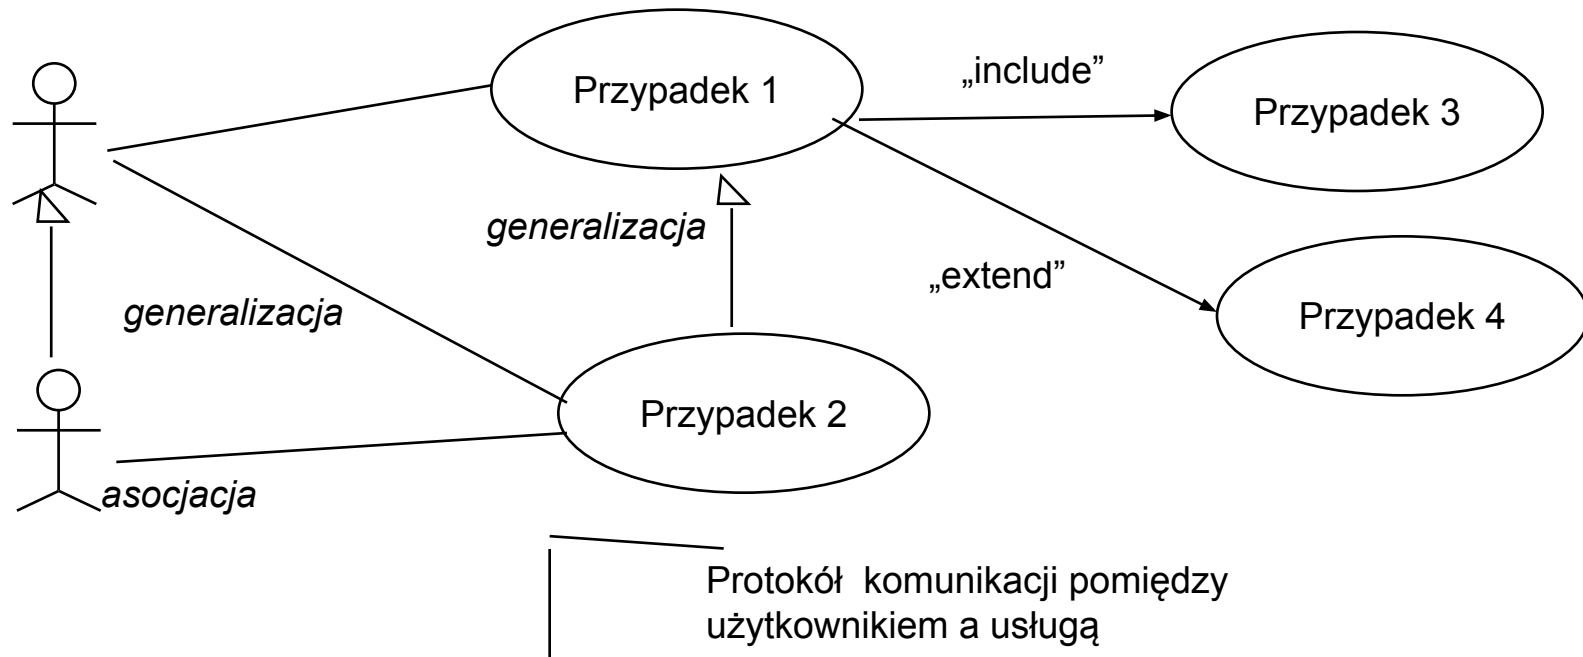 Przypadek 1
„include”
Przypadek 3
generalizacja
„extend”
generalizacja
Przypadek 4
Przypadek 2
asocjacja
Protokół komunikacji pomiędzy
użytkownikiem a usługą